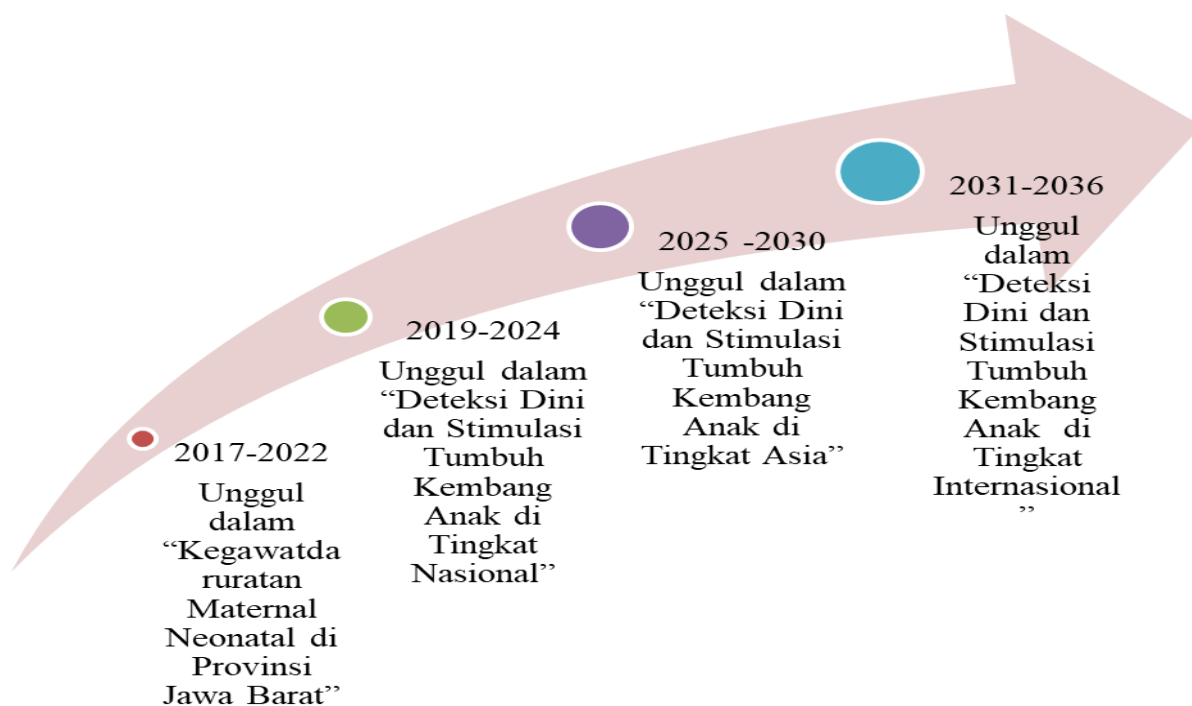 2017-2022
Unggul
dalam
“Kegawatda
ruratan
Maternal
Neonatal di
Provinsi
Jawa Barat”
2019-2024
Unggul dalam
“Deteksi Dini
dan Stimulasi
Tumbuh
Kembang
Anak di
Tingkat
Nasional”
2025 -2030
Unggul dalam
“Deteksi Dini
dan Stimulasi
Tumbuh
Kembang
Anak di
Tingkat Asia”
2031-2036
Unggul
dalam
“Deteksi
Dini dan
Stimulasi
Tumbuh
Kembang
Anak di
Tingkat
Internasional
”